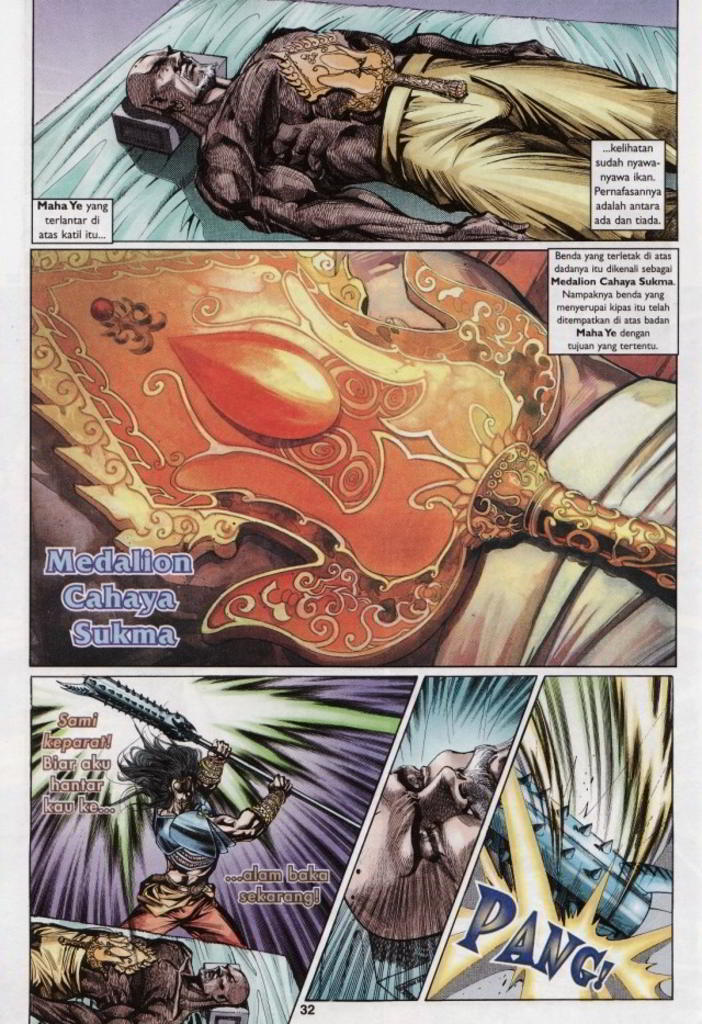 Maha Ye yang
terlantar di
atas katil itu...
...kelihatan
sudah nyawa-
nyawa ikan.
Pernafasannya
adalah antara
ada dan tiada.
Benda yang terletak di atas
dadanya itu dikenali sebagai
Medalion Cahaya Sukma.
Nampaknya benda yang
menyerupai kipas itu telah
ditempatkan di atas badan
Maha Ye dengan
tujuan yang tertentu.
Medalion
Cahaya
Sukma
Sami
keparat!
Biar aku
hantar
kau ke...
...alam baka
sekarang!
PANG!
32